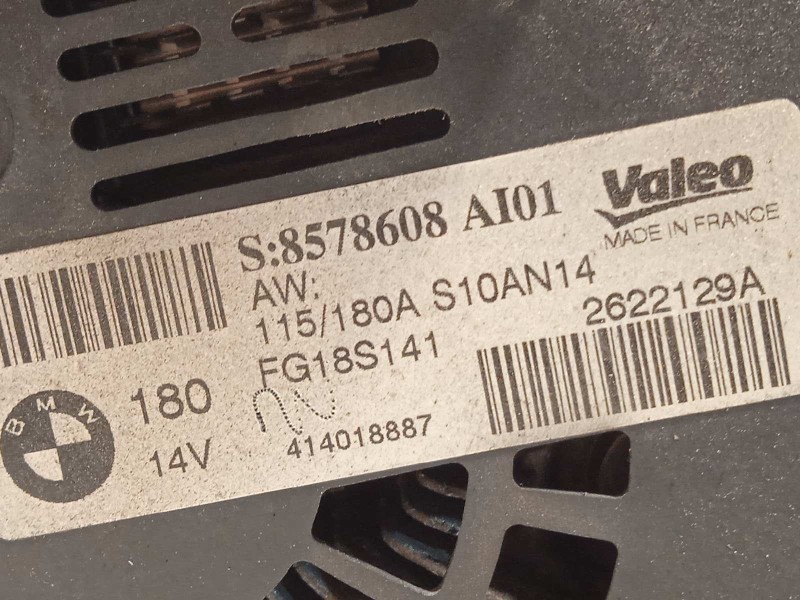 S:8578608 AI01
Valeo
MADE IN FRANCE
AW:
115/180A S10AN14
2622129A
FG18S141
BMW
180
14V
414018887